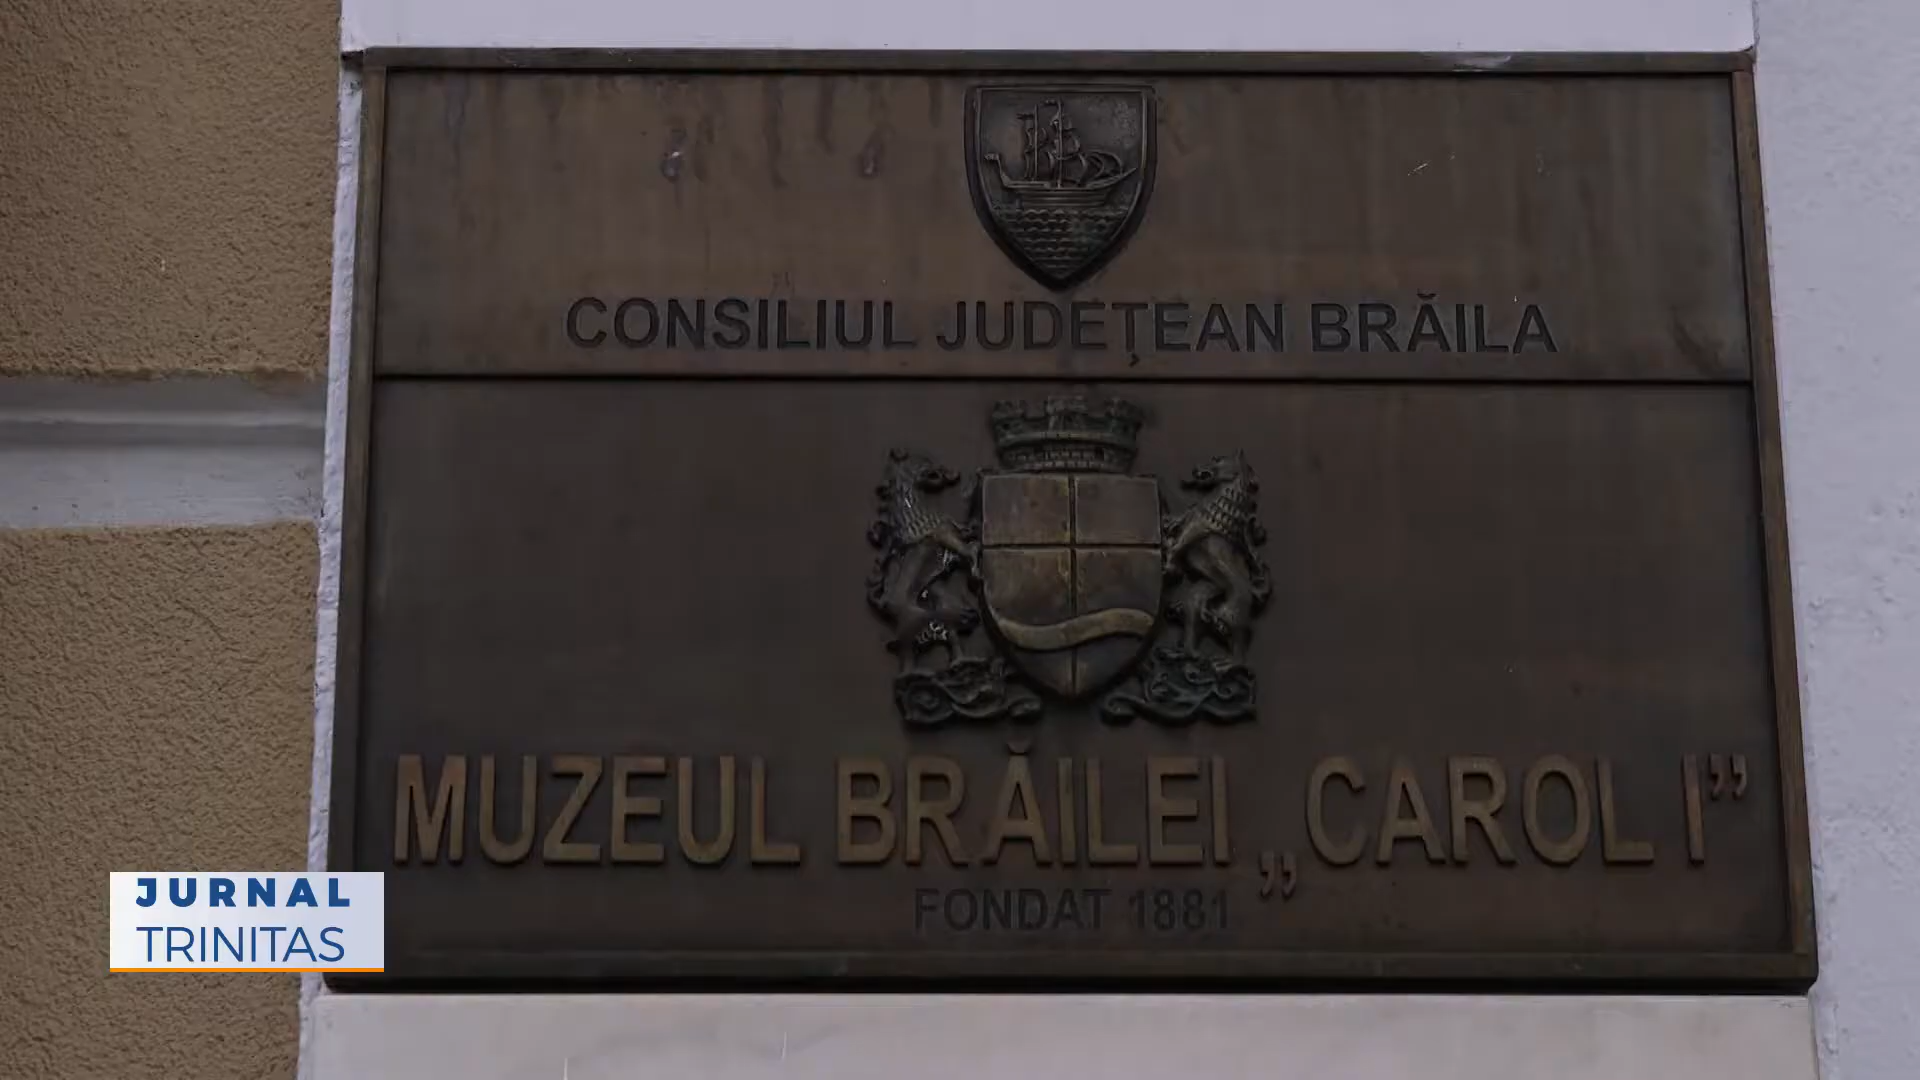 CONSILIUL JUDEȚEAN BRĂILA
MUZEUL BRĂILEI „CAROL I”
FONDAT 1881
JURNAL
TRINITAS